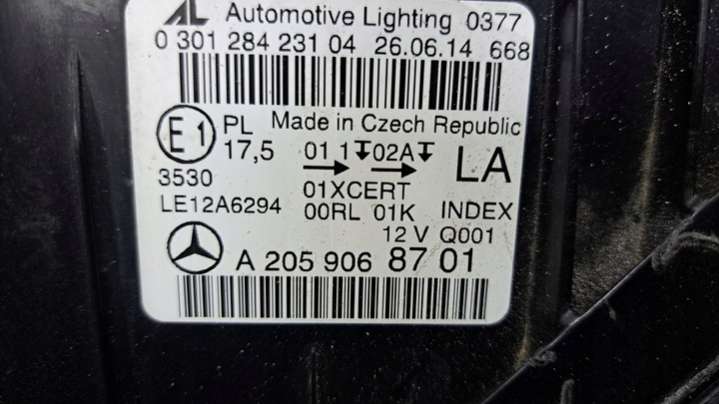 AL Automotive Lighting 0377
0 301 284 231 04 26.06.14 668
E1 PL Made in Czech Republic
17,5 01 1 02A LA
3530 01XCERT
LE12A6294 00RL 01K INDEX
12 V Q001
A 205 906 87 01